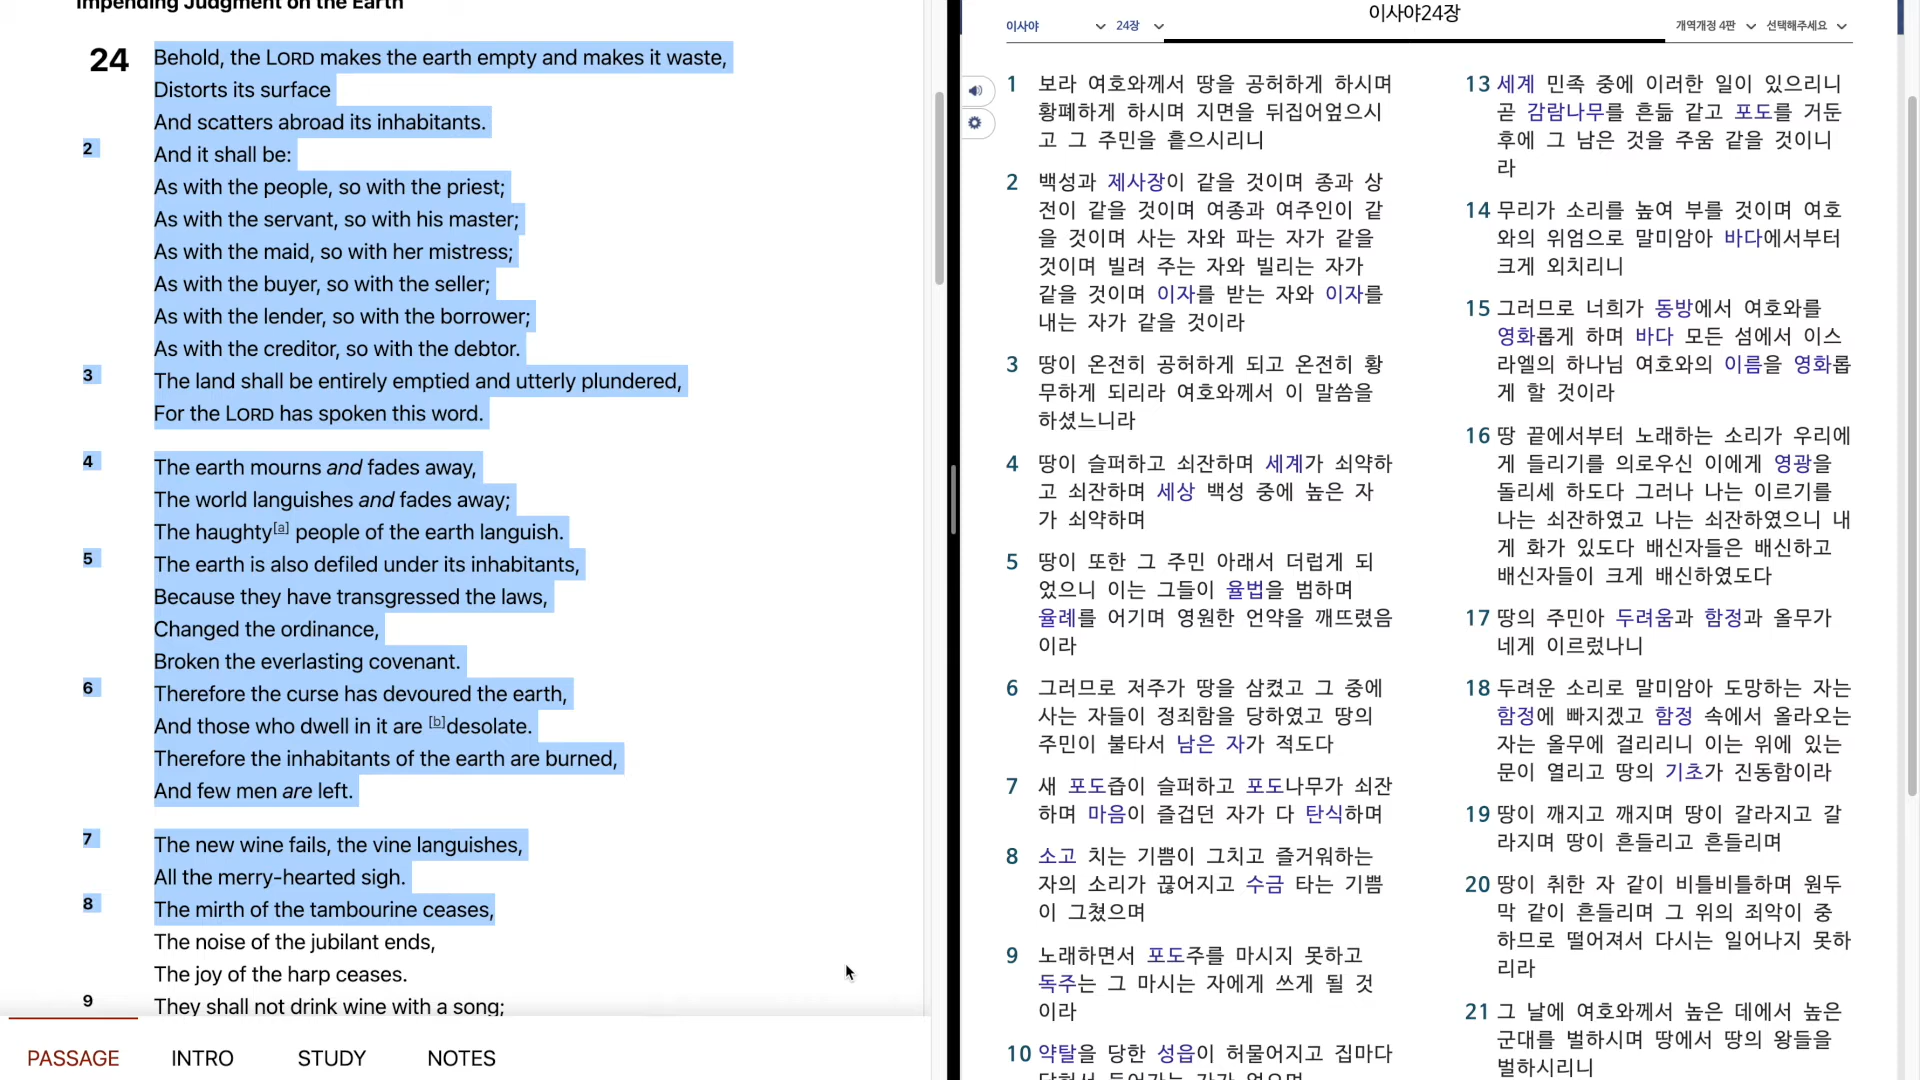 Impending Judgment on the Earth
24 Behold, the LORD makes the earth empty and makes it waste,
Distorts its surface
And scatters abroad its inhabitants.
2 And it shall be:
As with the people, so with the priest;
As with the servant, so with his master;
As with the maid, so with her mistress;
As with the buyer, so with the seller;
As with the lender, so with the borrower;
As with the creditor, so with the debtor.
3 The land shall be entirely emptied and utterly plundered,
For the LORD has spoken this word.
4 The earth mourns and fades away,
The world languishes and fades away;
The haughty[a] people of the earth languish.
5 The earth is also defiled under its inhabitants,
Because they have transgressed the laws,
Changed the ordinance,
Broken the everlasting covenant.
6 Therefore the curse has devoured the earth,
And those who dwell in it are [b]desolate.
Therefore the inhabitants of the earth are burned,
And few men are left.
7 The new wine fails, the vine languishes,
All the merry-hearted sigh.
8 The mirth of the tambourine ceases,
The noise of the jubilant ends,
The joy of the harp ceases.
9 They shall not drink wine with a song;
PASSAGE INTRO STUDY NOTES
이사야 24장 이사야24장 개역개정 4판 선택해주세요
1 보라 여호와께서 땅을 공허하게 하시며
황폐하게 하시며 지면을 뒤집어엎으시
고 그 주민을 흩으시리니
2 백성과 제사장이 같을 것이며 종과 상
전이 같을 것이며 여종과 여주인이 같
을 것이며 사는 자와 파는 자가 같을
것이며 빌려 주는 자와 빌리는 자가
같을 것이며 이자를 받는 자와 이자를
내는 자가 같을 것이라
3 땅이 온전히 공허하게 되고 온전히 황
무하게 되리라 여호와께서 이 말씀을
하셨느니라
4 땅이 슬퍼하고 쇠잔하며 세계가 쇠약하
고 쇠잔하며 세상 백성 중에 높은 자
가 쇠약하며
5 땅이 또한 그 주민 아래서 더럽게 되
었으니 이는 그들이 율법을 범하며
율례를 어기며 영원한 언약을 깨뜨렸음
이라
6 그러므로 저주가 땅을 삼켰고 그 중에
사는 자들이 정죄함을 당하였고 땅의
주민이 불타서 남은 자가 적도다
7 새 포도즙이 슬퍼하고 포도나무가 쇠잔
하며 마음이 즐겁던 자가 다 탄식하며
8 소고 치는 기쁨이 그치고 즐거워하는
자의 소리가 끊어지고 수금 타는 기쁨
이 그쳤으며
9 노래하면서 포도주를 마시지 못하고
독주는 그 마시는 자에게 쓰게 될 것
이라
10 약탈을 당한 성읍이 허물어지고 집마다
13 세계 민족 중에 이러한 일이 있으리니
곧 감람나무를 흔듦 같고 포도를 거둔
후에 그 남은 것을 주움 같을 것이니
라
14 무리가 소리를 높여 부를 것이며 여호
와의 위엄으로 말미암아 바다에서부터
크게 외치리니
15 그러므로 너희가 동방에서 여호와를
영화롭게 하며 바다 모든 섬에서 이스
라엘의 하나님 여호와의 이름을 영화롭
게 할 것이라
16 땅 끝에서부터 노래하는 소리가 우리에
게 들리기를 의로우신 이에게 영광을
돌리세 하도다 그러나 나는 이르기를
나는 쇠잔하였고 나는 쇠잔하였으니 내
게 화가 있도다 배신자들은 배신하고
배신자들이 크게 배신하였도다
17 땅의 주민아 두려움과 함정과 올무가
네게 이르렀나니
18 두려운 소리로 말미암아 도망하는 자는
함정에 빠지겠고 함정 속에서 올라오는
자는 올무에 걸리리니 이는 위에 있는
문이 열리고 땅의 기초가 진동함이라
19 땅이 깨지고 깨지며 땅이 갈라지고 갈
라지며 땅이 흔들리고 흔들리며
20 땅이 취한 자 같이 비틀비틀하며 원두
막 같이 흔들리며 그 위의 죄악이 중
하므로 떨어져서 다시는 일어나지 못하
리라
21 그 날에 여호와께서 높은 데에서 높은
군대를 벌하시며 땅에서 땅의 왕들을
벌하시리니